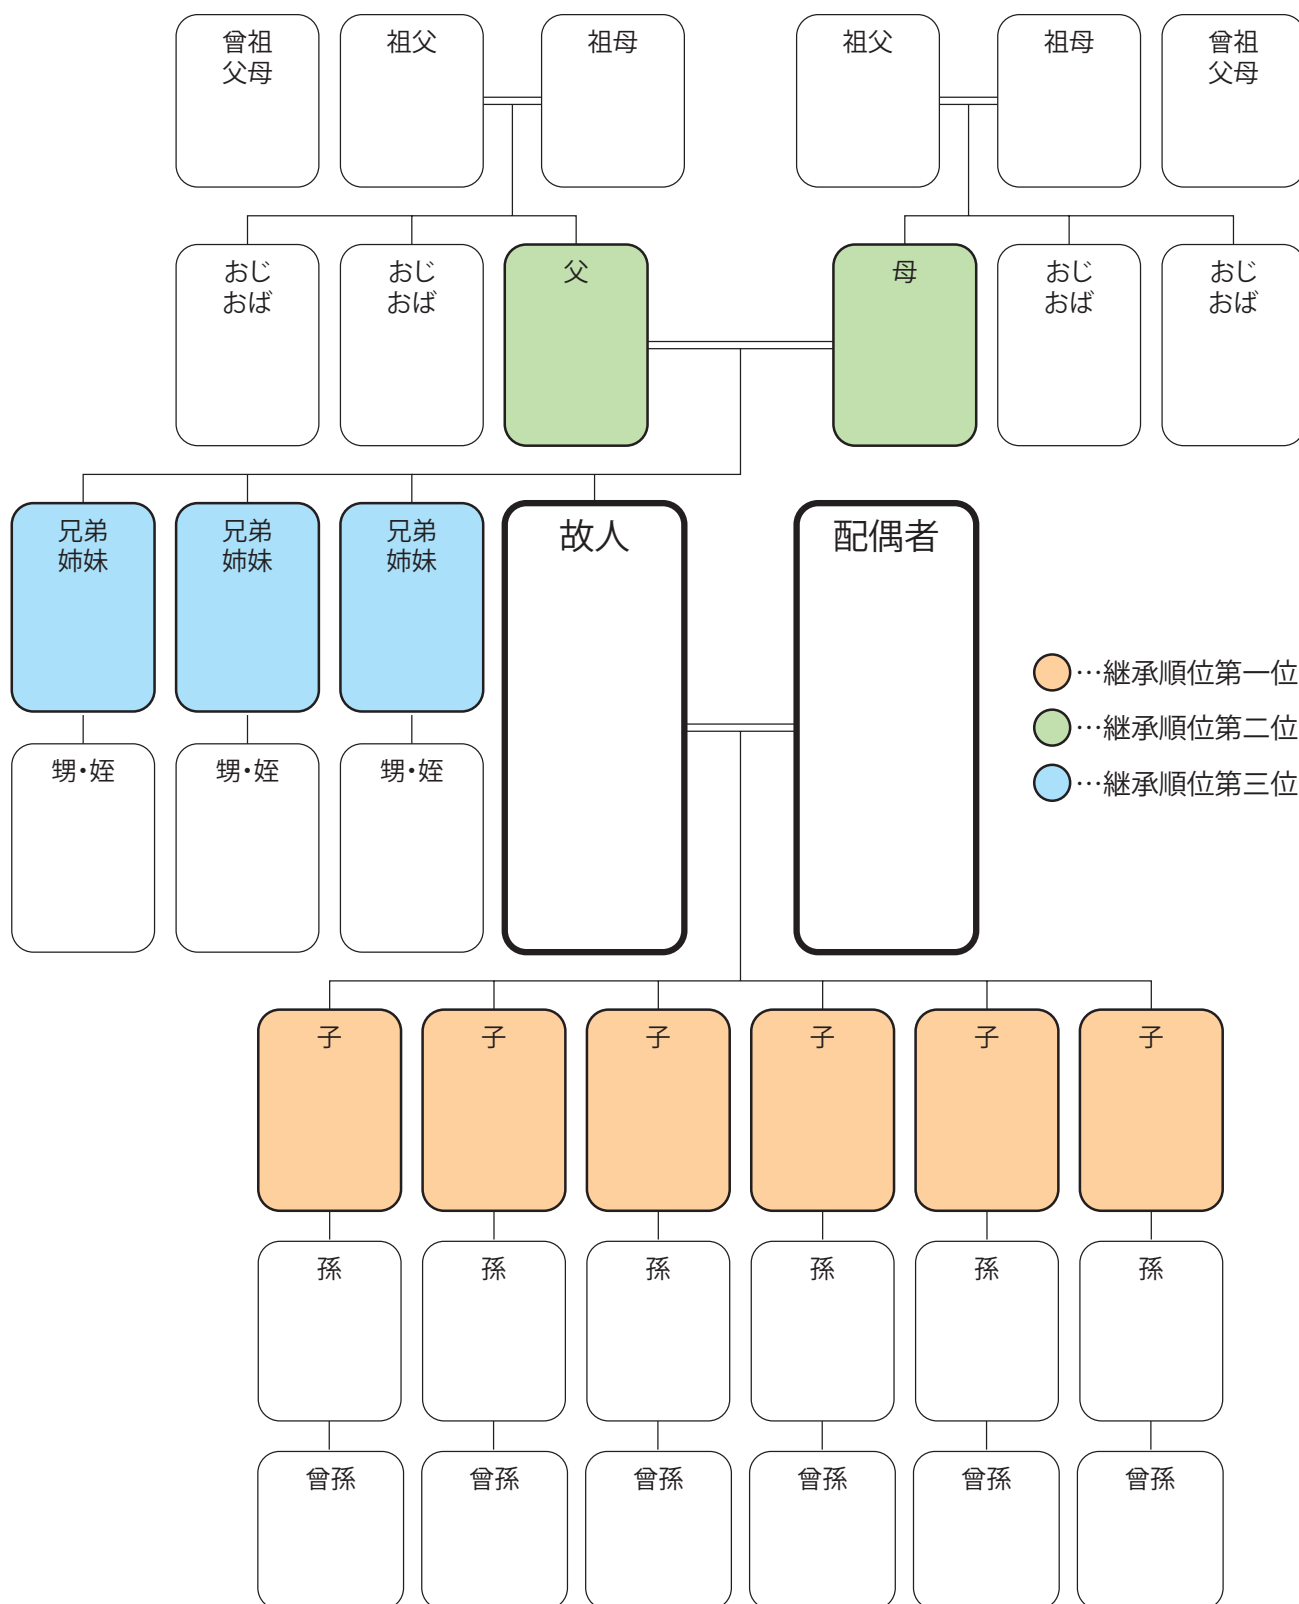 曾祖
父母
祖父
祖母
祖父
祖母
曾祖
父母
おじ
おば
おじ
おば
父
母
おじ
おば
おじ
おば
兄弟
姉妹
兄弟
姉妹
兄弟
姉妹
故人
配偶者
…継承順位第一位
…継承順位第二位
…継承順位第三位
甥・姪
甥・姪
甥・姪
子
子
子
子
子
子
孫
孫
孫
孫
孫
孫
曾孫
曾孫
曾孫
曾孫
曾孫
曾孫